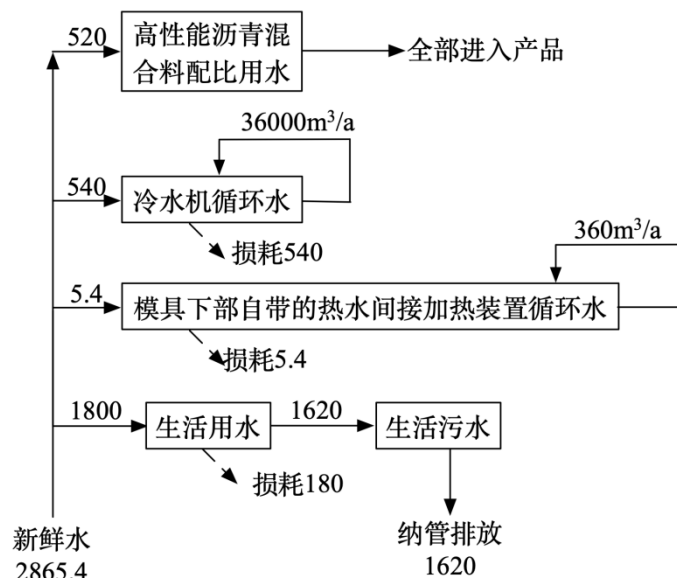 520
高性能沥青混
合料配比用水
全部进入产品
36000m³/a
540
冷水机循环水
损耗540
360m³/a
5.4
模具下部自带的热水间接加热装置循环水
损耗5.4
1800
生活用水
1620
生活污水
损耗180
新鲜水
2865.4
纳管排放
1620